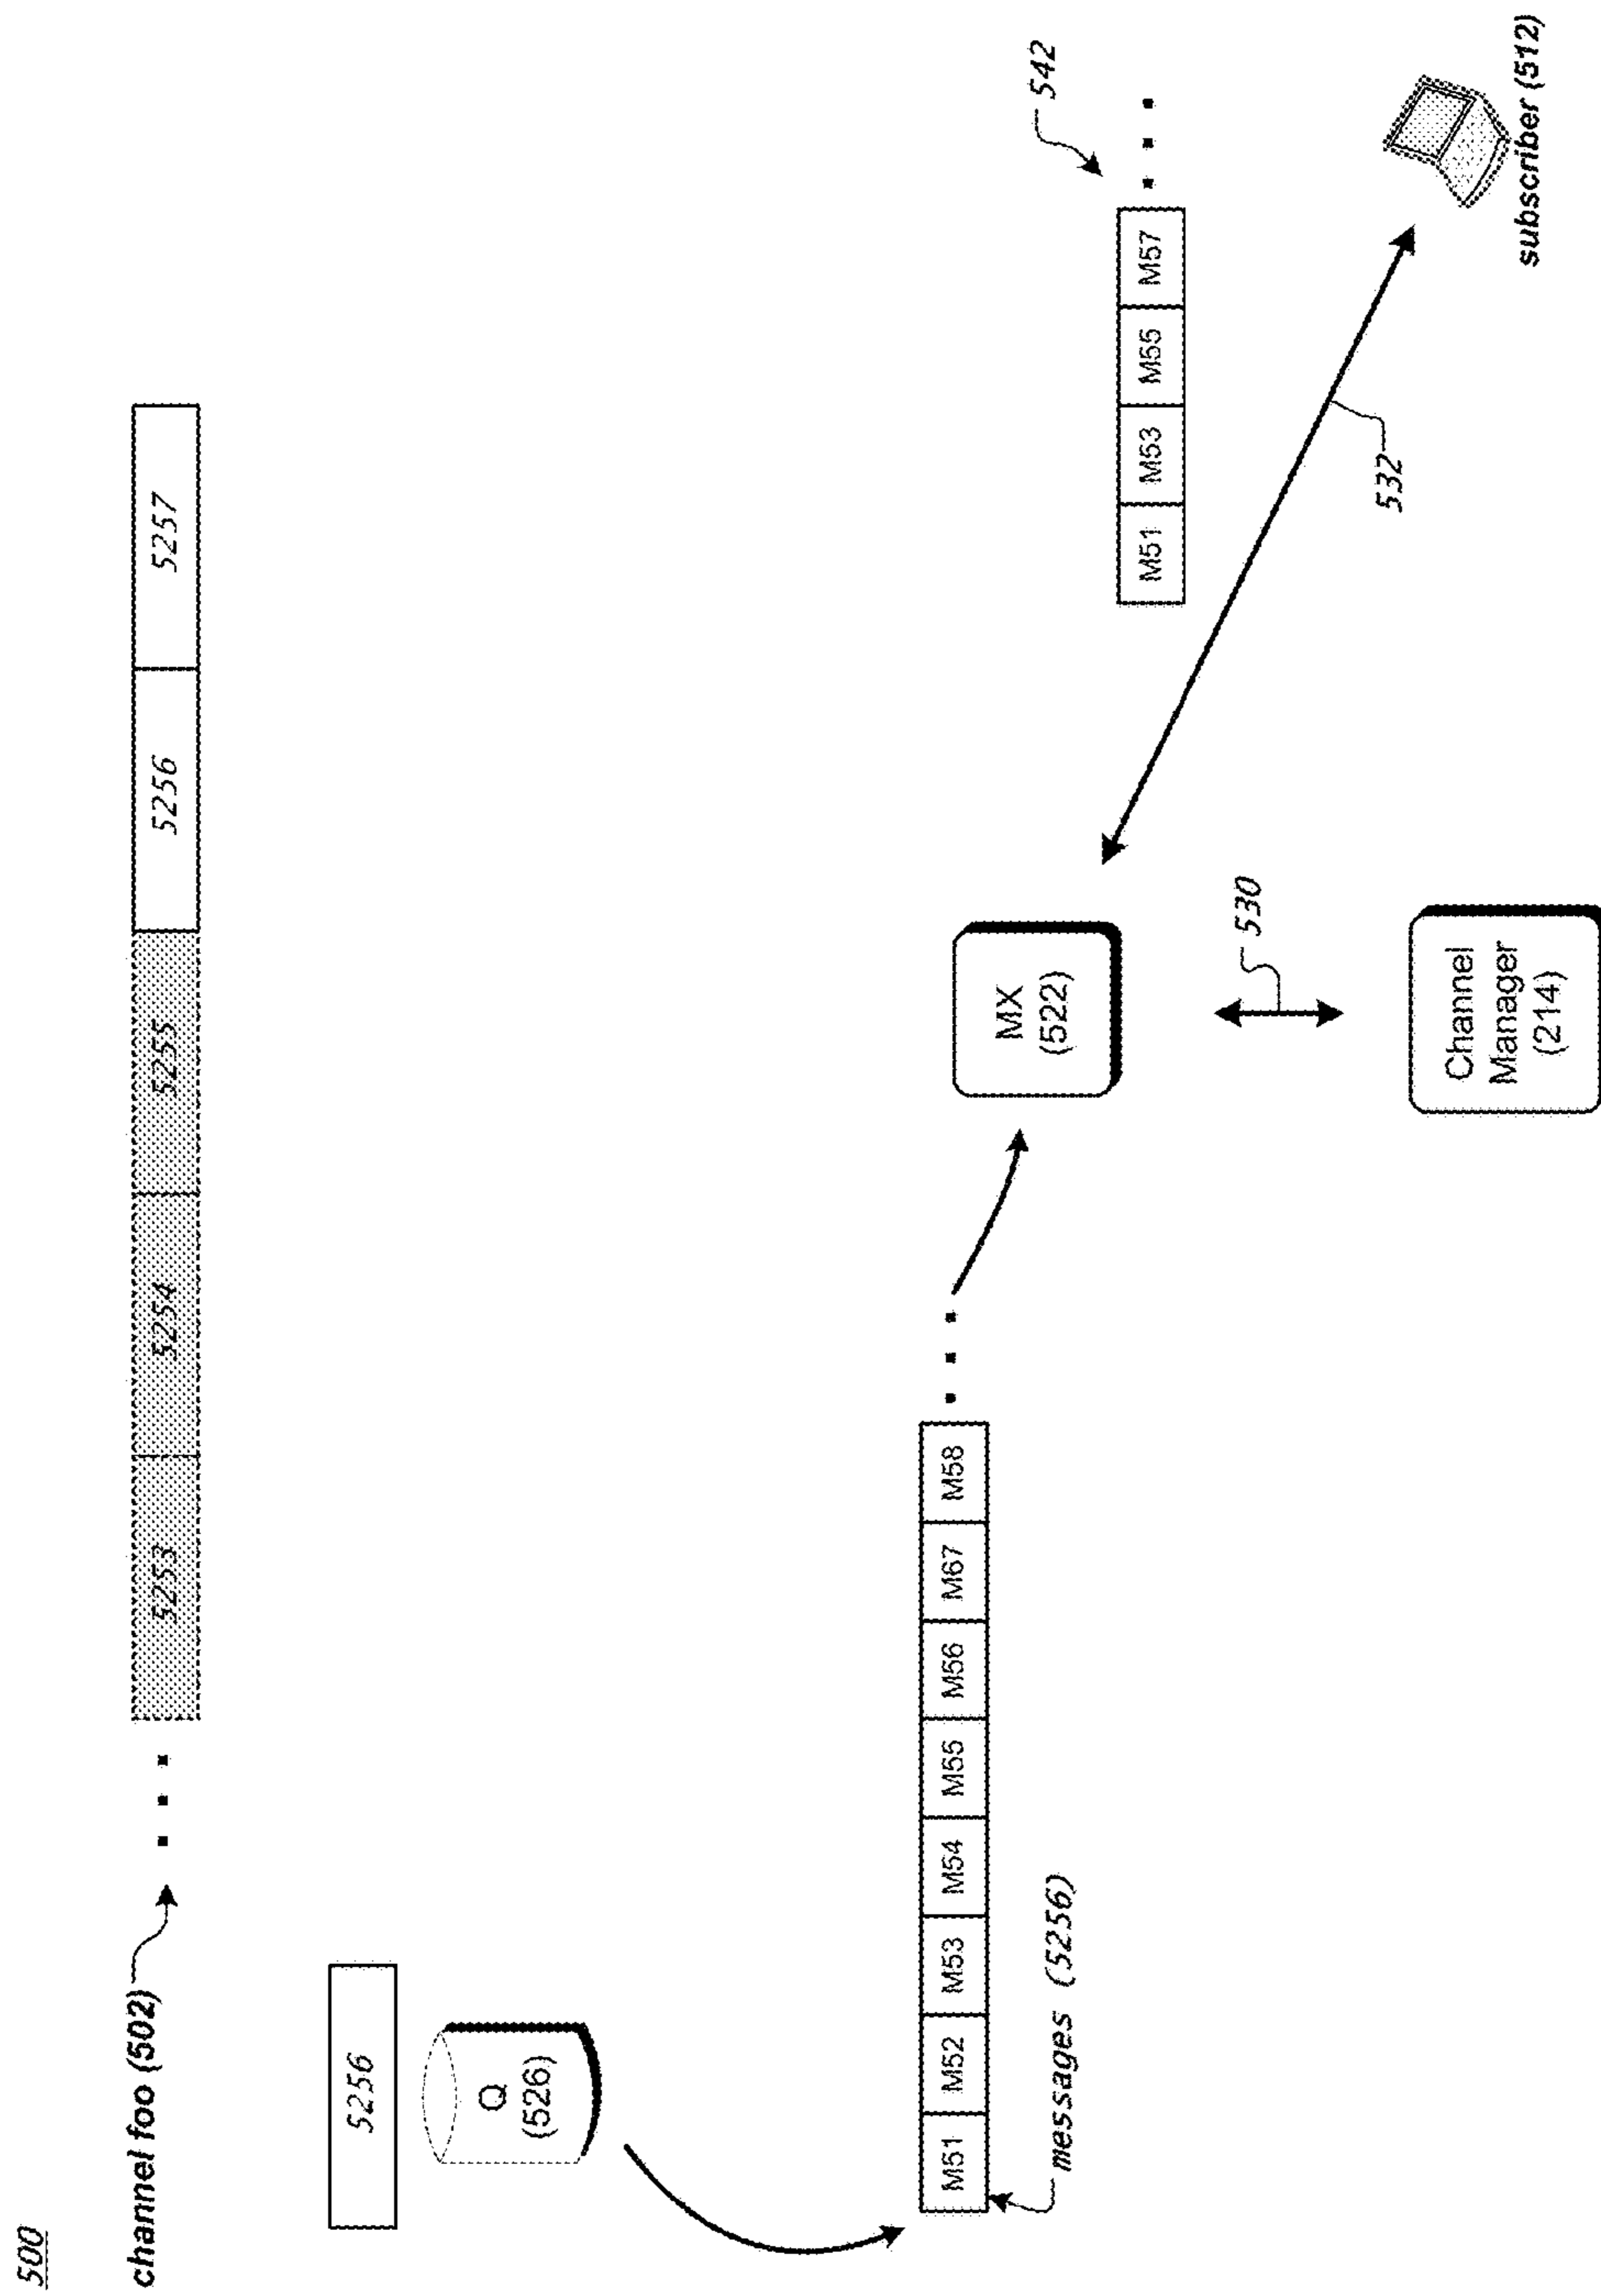 500
channel foo (502)
5253
5254
5255
5256
5257
5256
Q
(526)
M51
M52
M53
M54
M55
M56
M67
M58
messages (5256)
MX
(522)
530
Channel
Manager
(214)
M51
M53
M55
M57
542
532
subscriber (512)